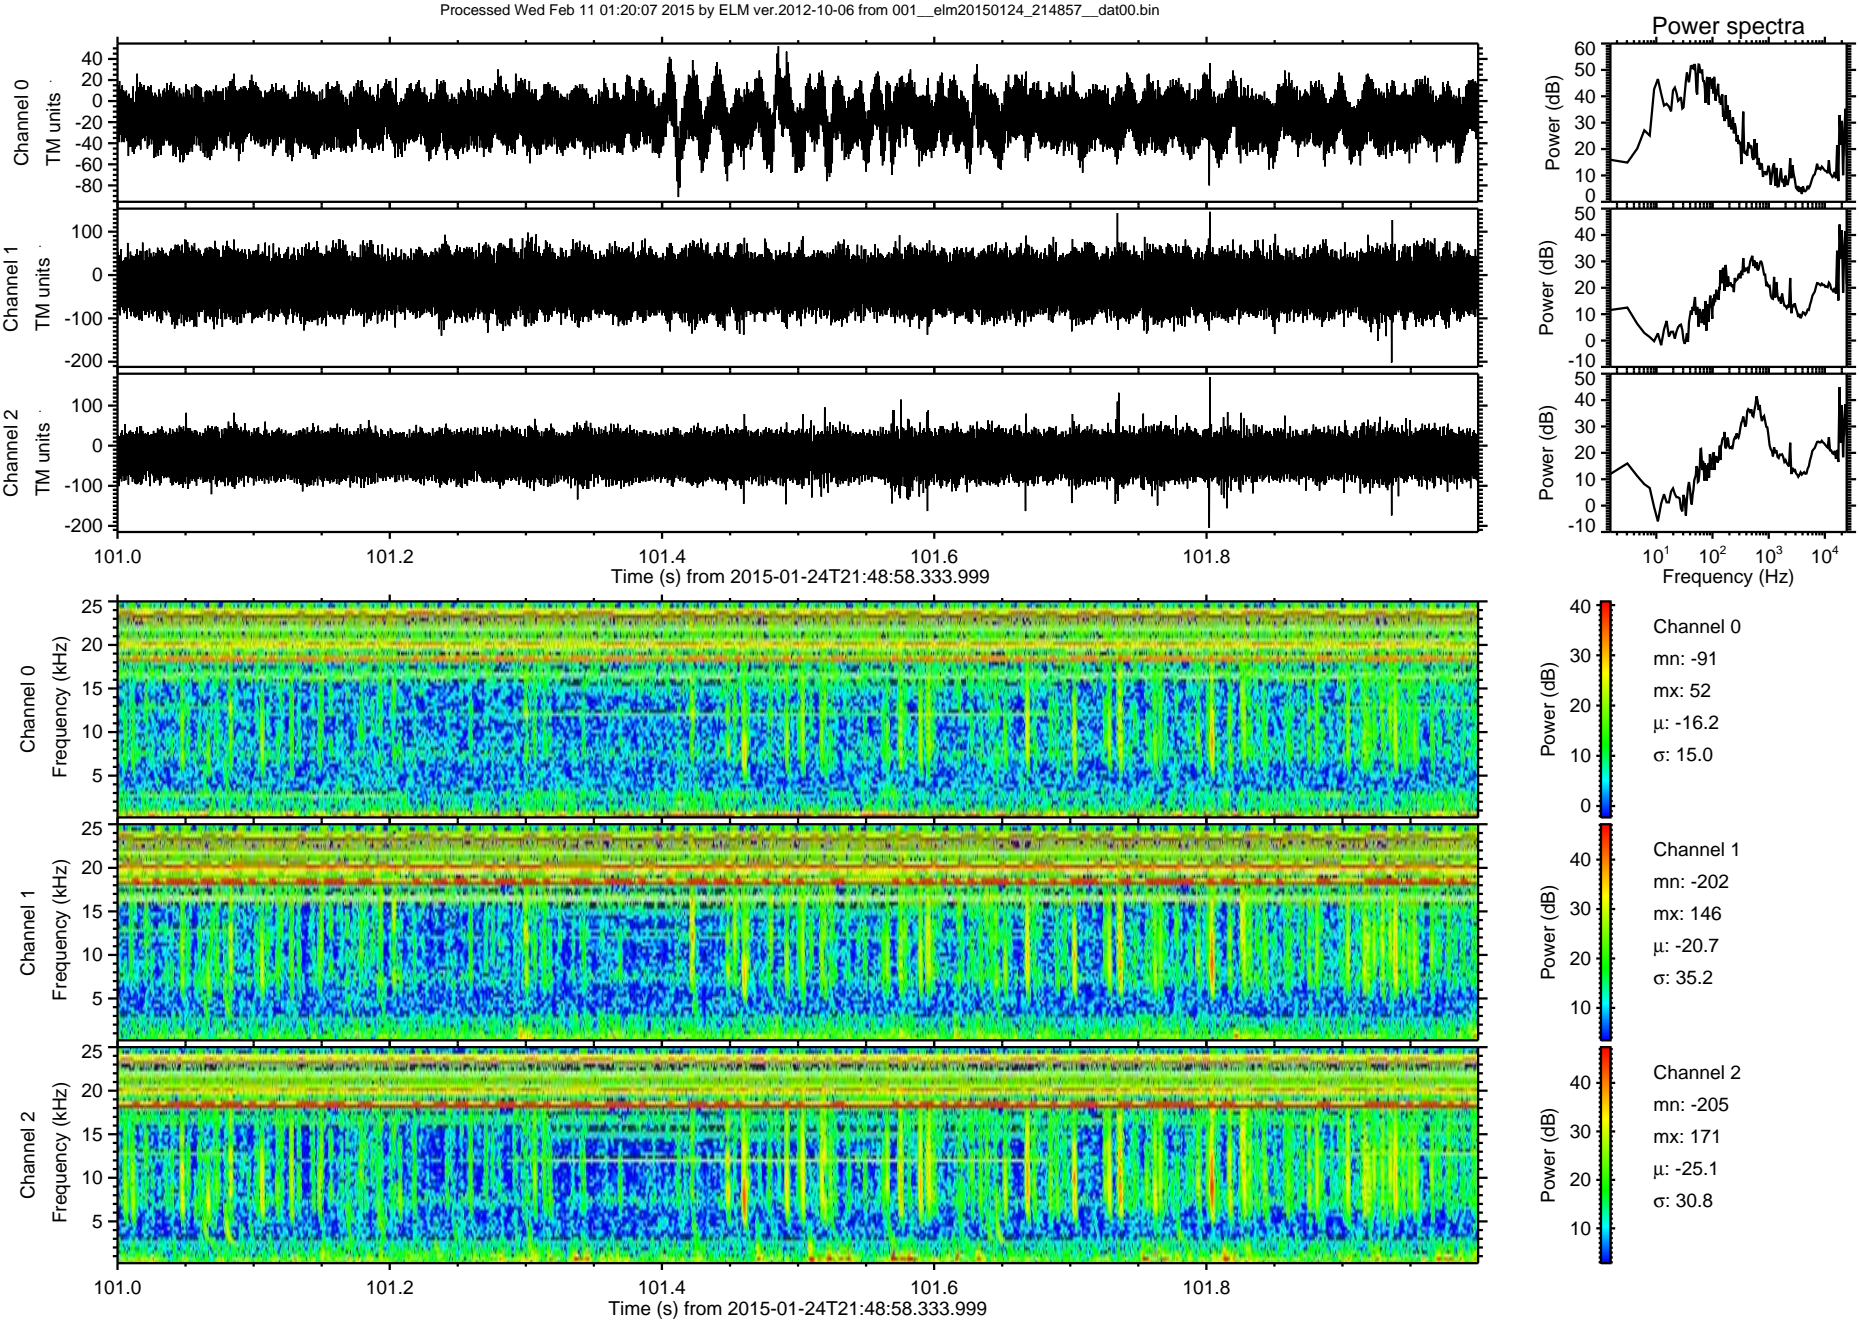 Processed Wed Feb 11 01:20:07 2015 by ELM ver.2012-10-06 from 001__elm20150124_214857__dat00.bin
Power spectra
Channel 0
TM units
40
20
0
-20
-40
-60
-80
Power (dB)
60
50
40
30
20
10
0
Channel 1
TM units
100
0
-100
-200
Power (dB)
50
40
30
20
10
0
-10
Channel 2
TM units
100
0
-100
-200
Power (dB)
50
40
30
20
10
0
-10
101.0 101.2 101.4 101.6 101.8
Time (s) from 2015-01-24T21:48:58.333.999
10^1 10^2 10^3 10^4
Frequency (Hz)
Channel 0
Frequency (kHz)
25
20
15
10
5
Power (dB)
40
30
20
10
0
Channel 0
mn: -91
mx: 52
μ: -16.2
σ: 15.0
Channel 1
Frequency (kHz)
25
20
15
10
5
Power (dB)
40
30
20
10
Channel 1
mn: -202
mx: 146
μ: -20.7
σ: 35.2
Channel 2
Frequency (kHz)
25
20
15
10
5
Power (dB)
40
30
20
10
Channel 2
mn: -205
mx: 171
μ: -25.1
σ: 30.8
101.0 101.2 101.4 101.6 101.8
Time (s) from 2015-01-24T21:48:58.333.999